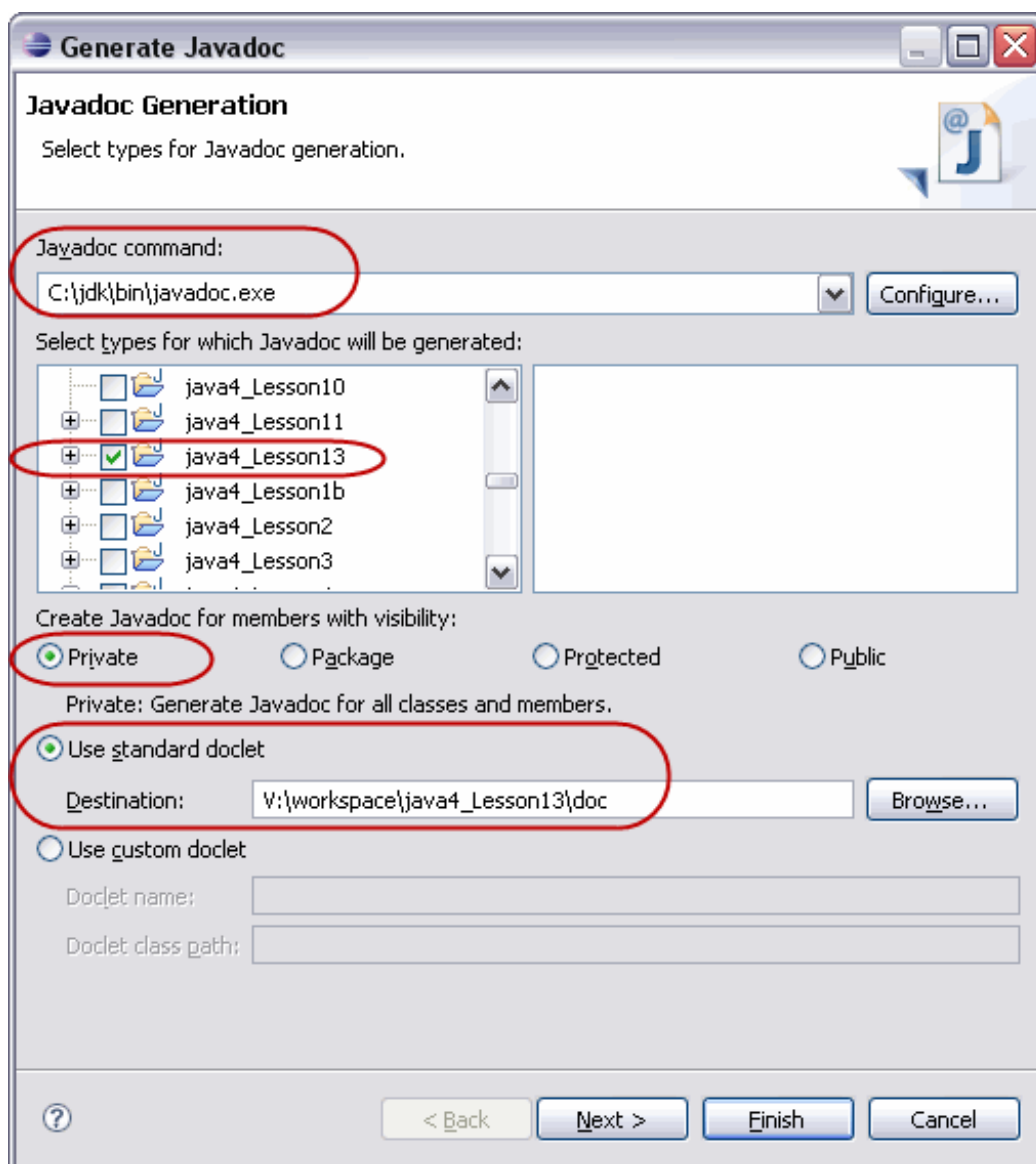 Generate Javadoc
Javadoc Generation
Select types for Javadoc generation.
@
J
Javadoc command:
C:\jdk\bin\javadoc.exe
Configure...
Select types for which Javadoc will be generated:
java4_Lesson10
java4_Lesson11
java4_Lesson13
java4_Lesson1b
java4_Lesson2
java4_Lesson3
Create Javadoc for members with visibility:
Private Package Protected Public
Private: Generate Javadoc for all classes and members.
Use standard doclet
Destination: V:\workspace\java4_Lesson13\doc Browse...
Use custom doclet
Doclet name:
Doclet class path:
? < Back Next > Finish Cancel